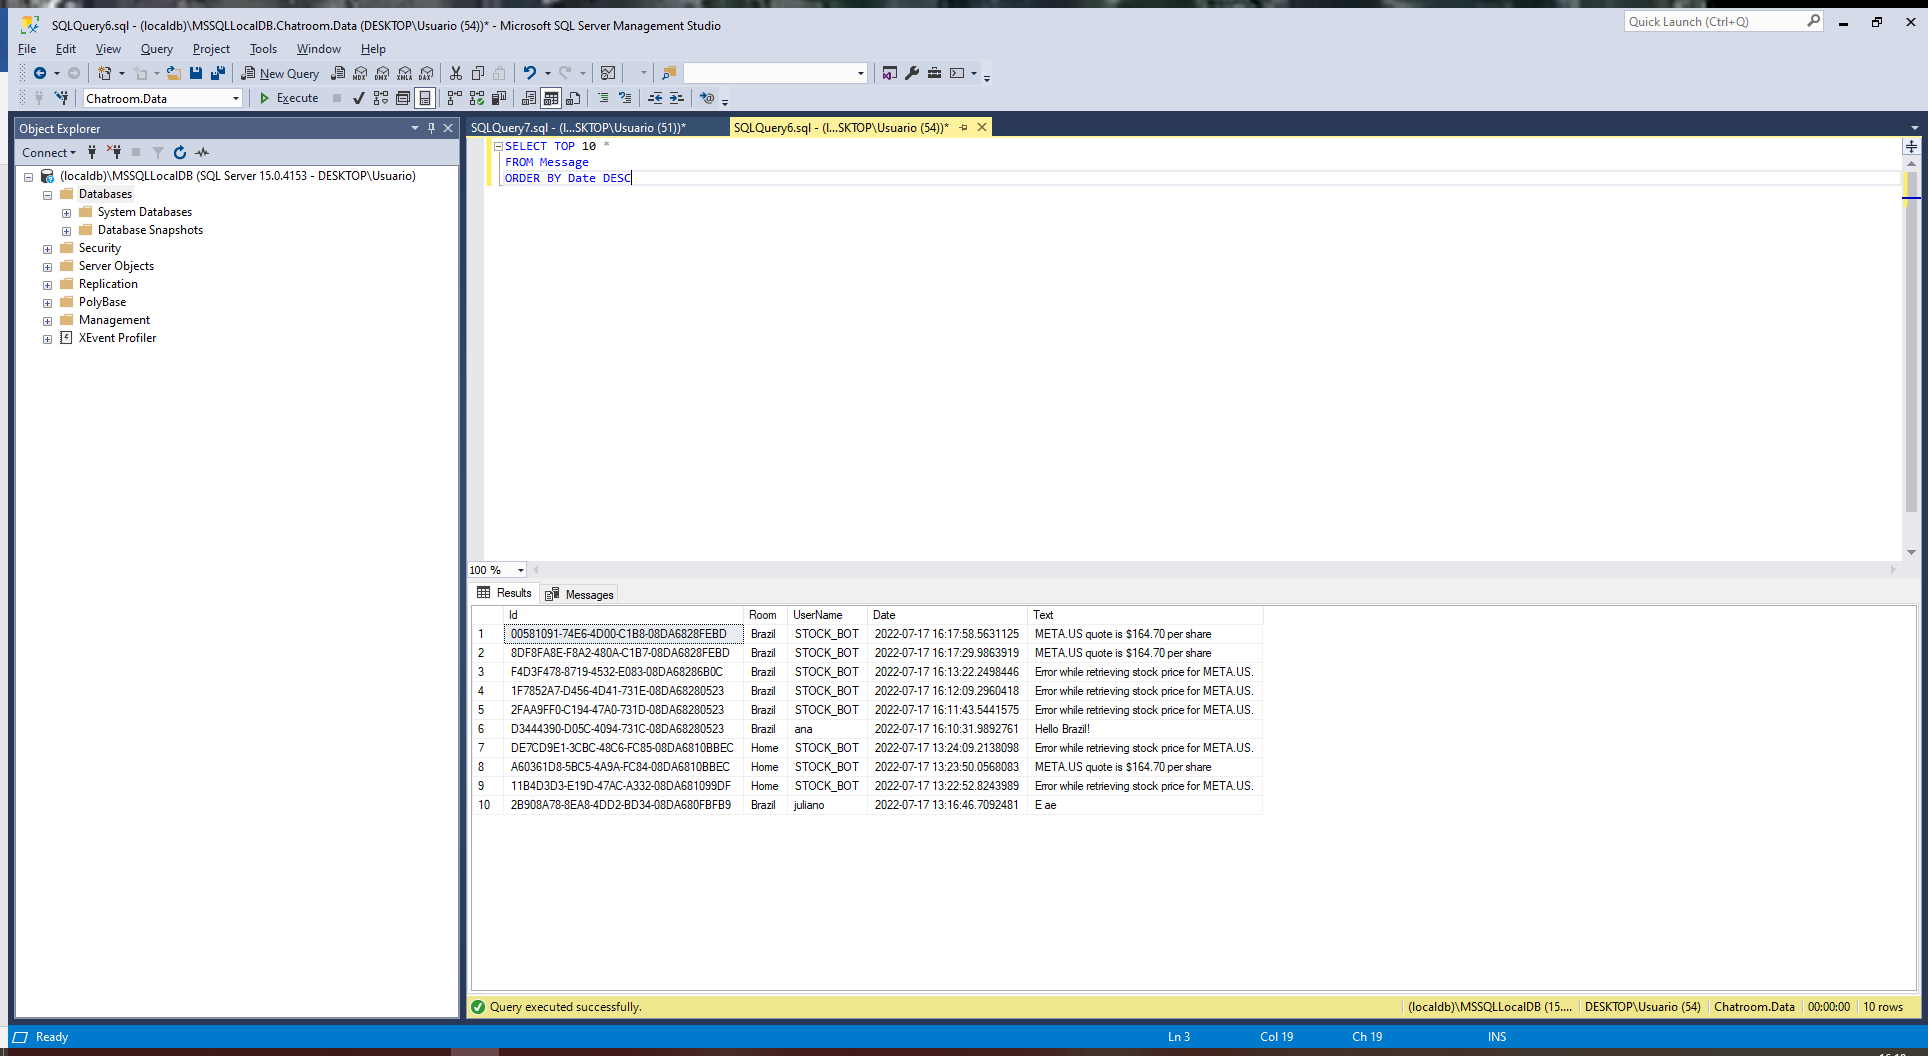 SQLQuery6.sql - (localdb)\MSSQLLocalDB.Chatroom.Data (DESKTOP\Usuario (54))* - Microsoft SQL Server Management Studio
Quick Launch (Ctrl+Q)
File Edit View Query Project Tools Window Help
New Query MDX DMX XMLA DAX
Chatroom.Data Execute
Object Explorer
Connect
(localdb)\MSSQLLocalDB (SQL Server 15.0.4153 - DESKTOP\Usuario)
Databases
System Databases
Database Snapshots
Security
Server Objects
Replication
PolyBase
Management
XEvent Profiler
SQLQuery7.sql - (l...SKTOP\Usuario (51))* SQLQuery6.sql - (l...SKTOP\Usuario (54))*
SELECT TOP 10 *
FROM Message
ORDER BY Date DESC
100 %
Results Messages
Id Room UserName Date Text
1 00581091-74E6-4D00-C1B8-08DA6828FEBD Brazil STOCK_BOT 2022-07-17 16:17:58.5631125 META.US quote is $164.70 per share
2 8DF8FA8E-F8A2-480A-C1B7-08DA6828FEBD Brazil STOCK_BOT 2022-07-17 16:17:29.9863919 META.US quote is $164.70 per share
3 F4D3F478-8719-4532-E083-08DA68286B0C Brazil STOCK_BOT 2022-07-17 16:13:22.2498446 Error while retrieving stock price for META.US.
4 1F7852A7-D456-4D41-731E-08DA68280523 Brazil STOCK_BOT 2022-07-17 16:12:09.2960418 Error while retrieving stock price for META.US.
5 2FAA9FF0-C194-47A0-731D-08DA68280523 Brazil STOCK_BOT 2022-07-17 16:11:43.5441575 Error while retrieving stock price for META.US.
6 D3444390-D05C-4094-731C-08DA68280523 Brazil ana 2022-07-17 16:10:31.9892761 Hello Brazil!
7 DE7CD9E1-3CBC-48C6-FC85-08DA6810BBEC Home STOCK_BOT 2022-07-17 13:24:09.2138098 Error while retrieving stock price for META.US.
8 A60361D8-5BC5-4A9A-FC84-08DA6810BBEC Home STOCK_BOT 2022-07-17 13:23:50.0568083 META.US quote is $164.70 per share
9 11B4D3D3-E19D-47AC-A332-08DA681099DF Home STOCK_BOT 2022-07-17 13:22:52.8243989 Error while retrieving stock price for META.US.
10 2B908A78-8EA8-4DD2-BD34-08DA680FBFB9 Brazil juliano 2022-07-17 13:16:46.7092481 E ae
Query executed successfully. (localdb)\MSSQLLocalDB (15.... DESKTOP\Usuario (54) Chatroom.Data 00:00:00 10 rows
Ready Ln 3 Col 19 Ch 19 INS